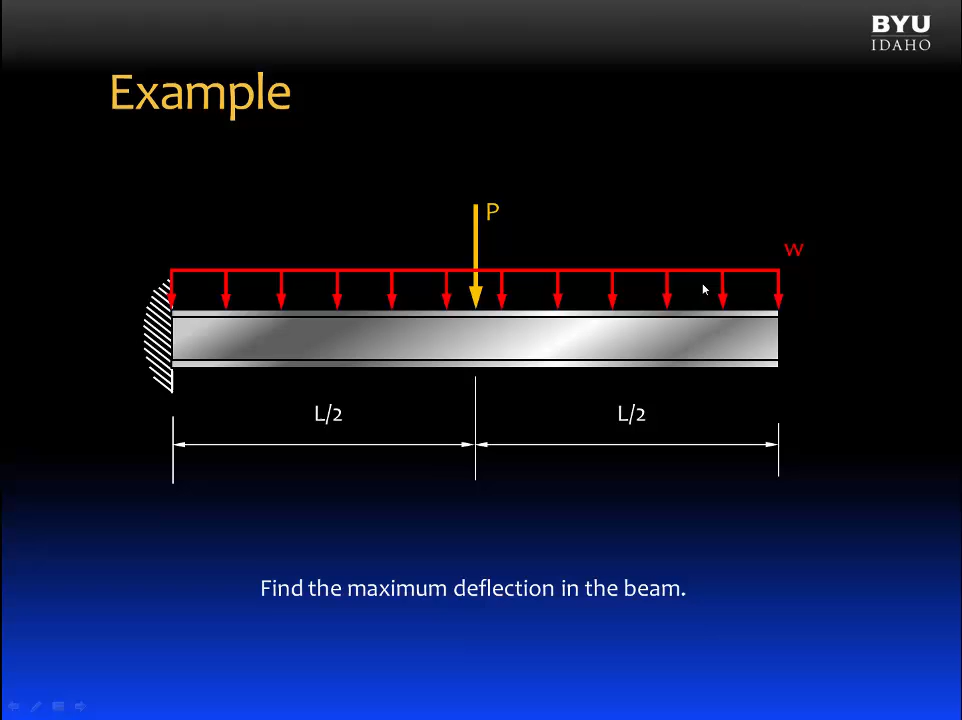 BYU
IDAHO
Example
P
w
L/2
L/2
Find the maximum deflection in the beam.